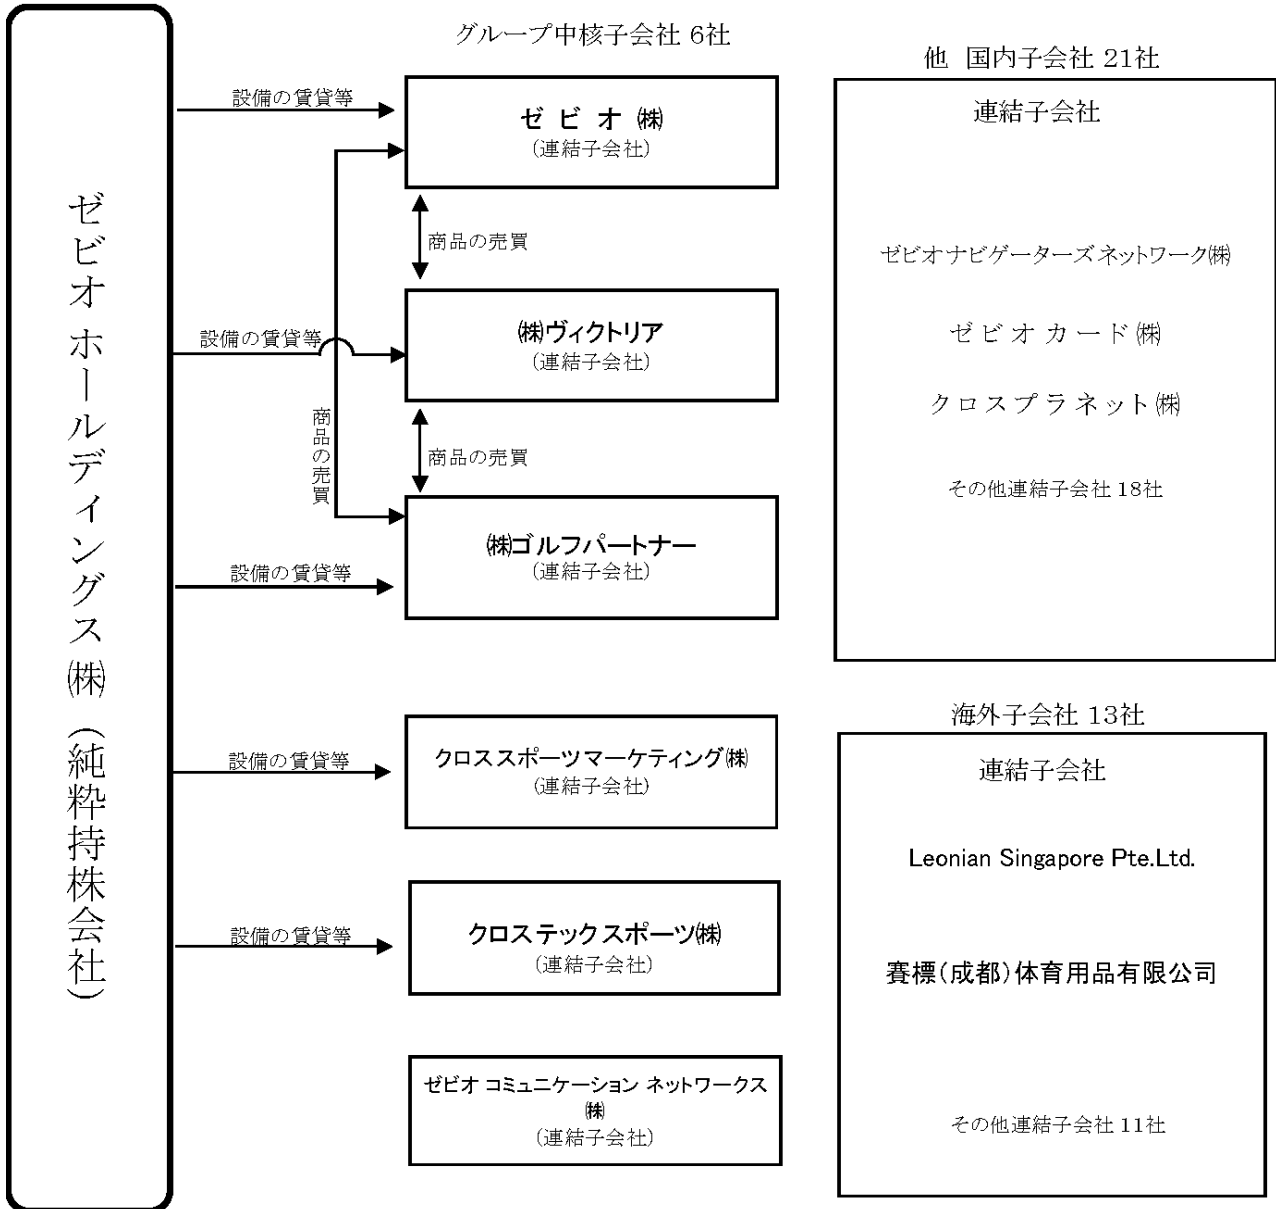 ゼビオホールディングス㈱（純粋持株会社）
グループ中核子会社 6社
設備の賃貸等
ゼビオ㈱
(連結子会社)
商品の売買
設備の賃貸等
㈱ヴィクトリア
(連結子会社)
商品の売買
商品の売買
㈱ゴルフパートナー
(連結子会社)
設備の賃貸等
設備の賃貸等
クロススポーツマーケティング㈱
(連結子会社)
設備の賃貸等
クロステックスポーツ㈱
(連結子会社)
ゼビオ コミュニケーション ネットワークス
㈱
(連結子会社)
他 国内子会社 21社
連結子会社
ゼビオナビゲーターズネットワーク㈱
ゼビオカード㈱
クロスプラネット㈱
その他連結子会社 18社
海外子会社 13社
連結子会社
Leonian Singapore Pte.Ltd.
賽標(成都)体育用品有限公司
その他連結子会社 11社